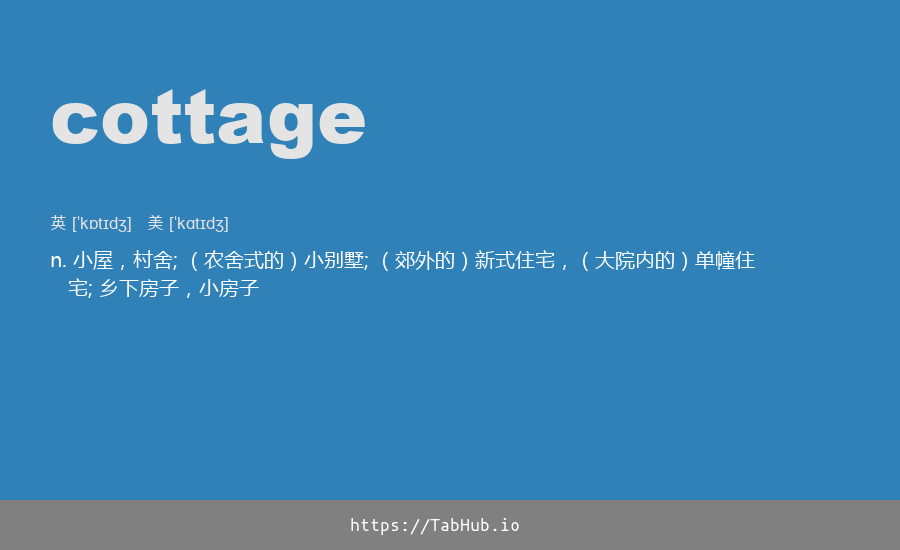 cottage
英 [ˈkɒtɪdʒ] 美 [ˈkɑtɪdʒ]
n. 小屋，村舍; （农舍式的）小别墅; （郊外的）新式住宅，（大院内的）单幢住
宅; 乡下房子，小房子
https://TabHub.io